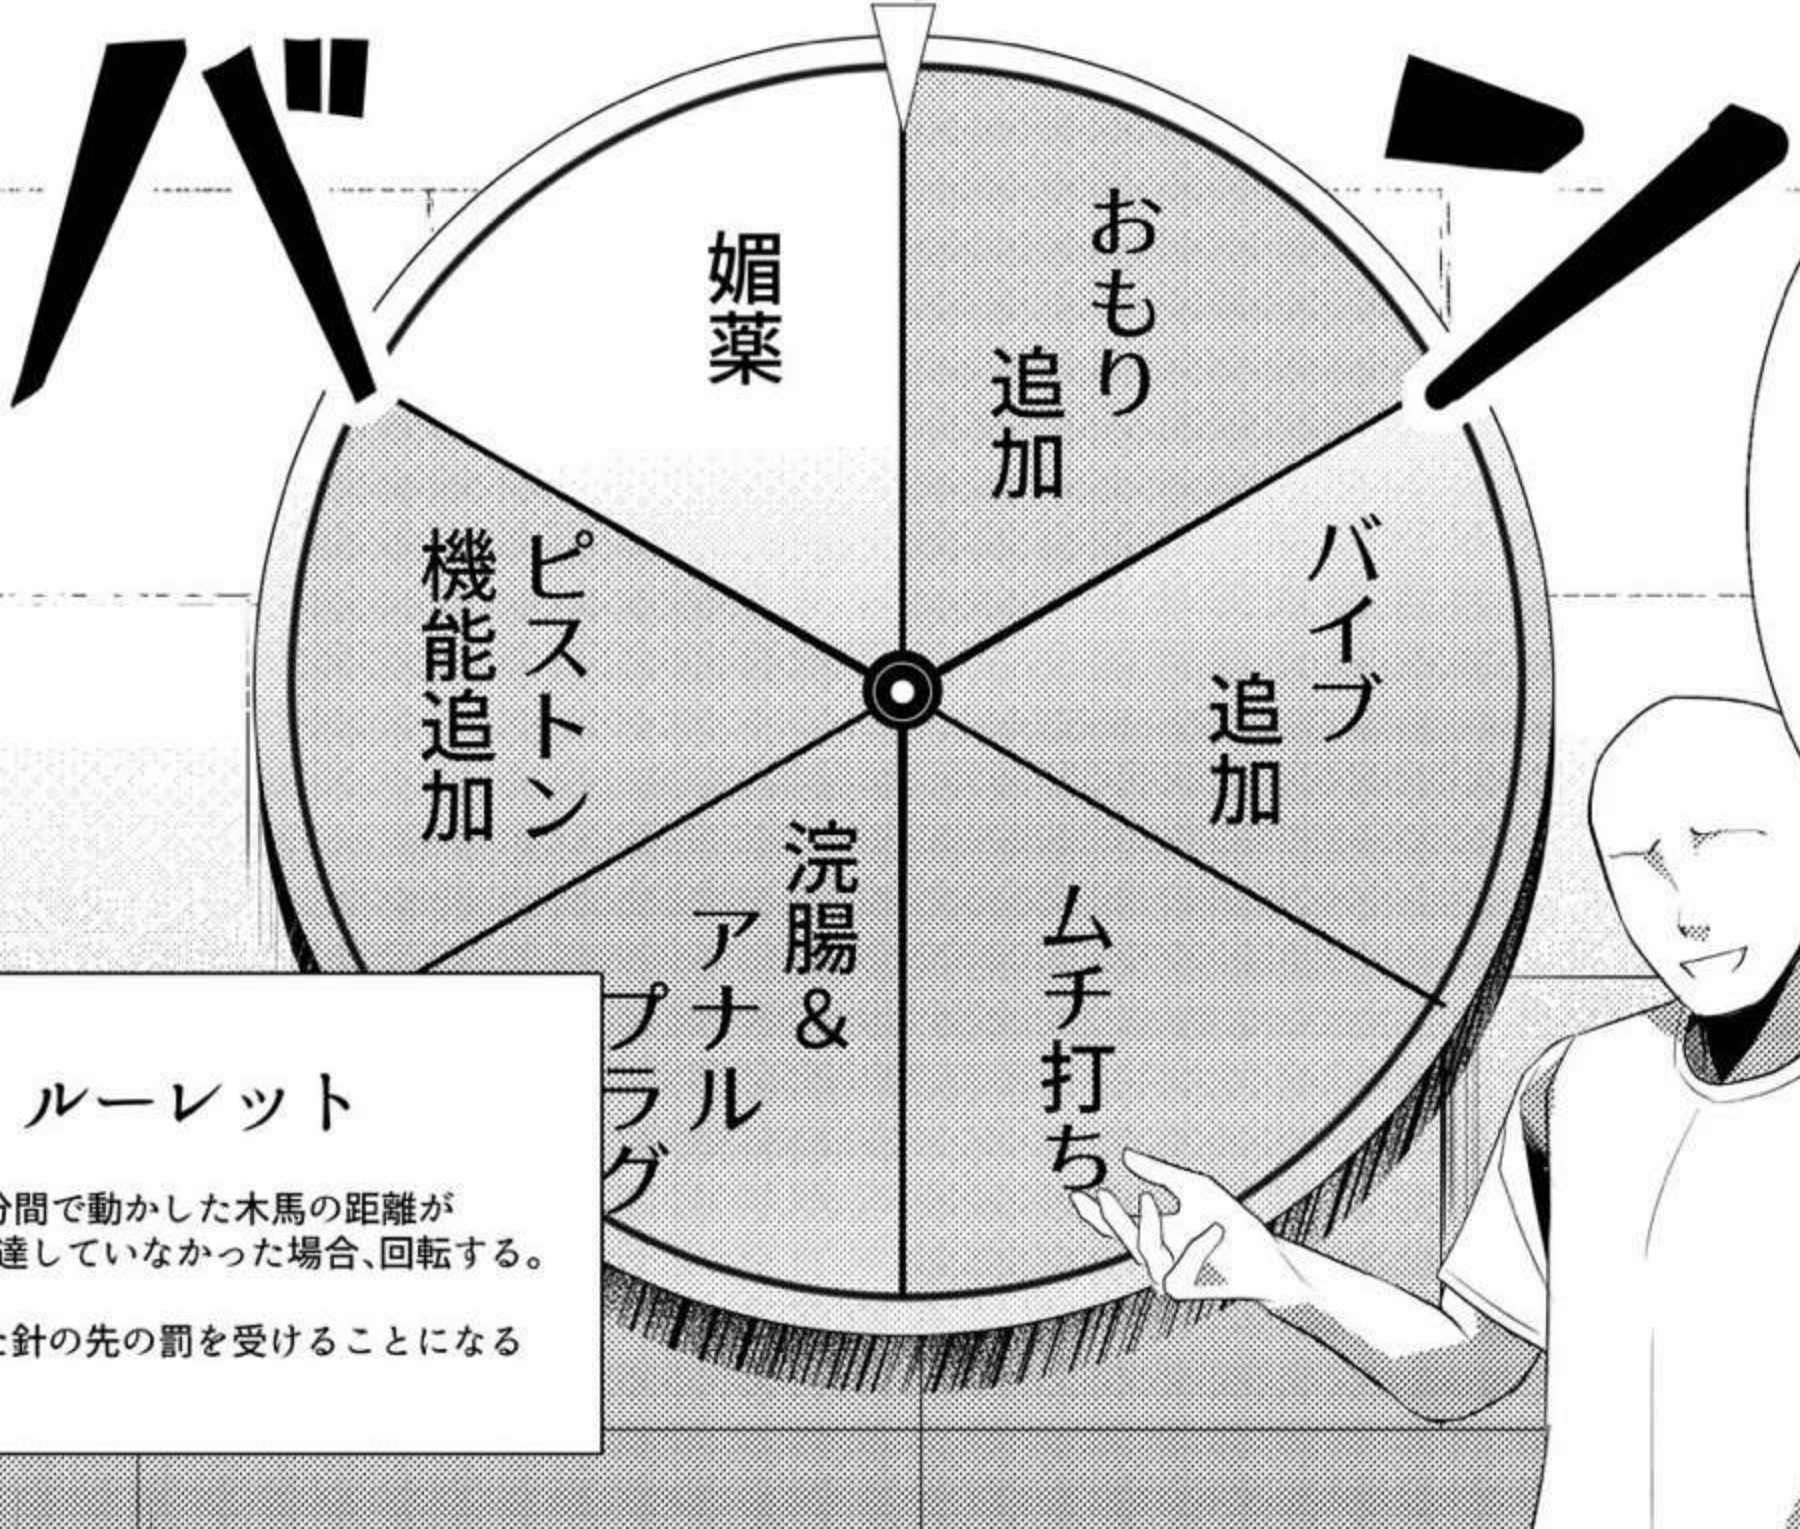 バン
おもり
追加
バイブ
追加
ムチ打ち
浣腸&
アナル
プラグ
ピストン
機能追加
媚薬
ルーレット
分間で動かした木馬の距離が
達していなかった場合、回転する。
た針の先の罰を受けることになる